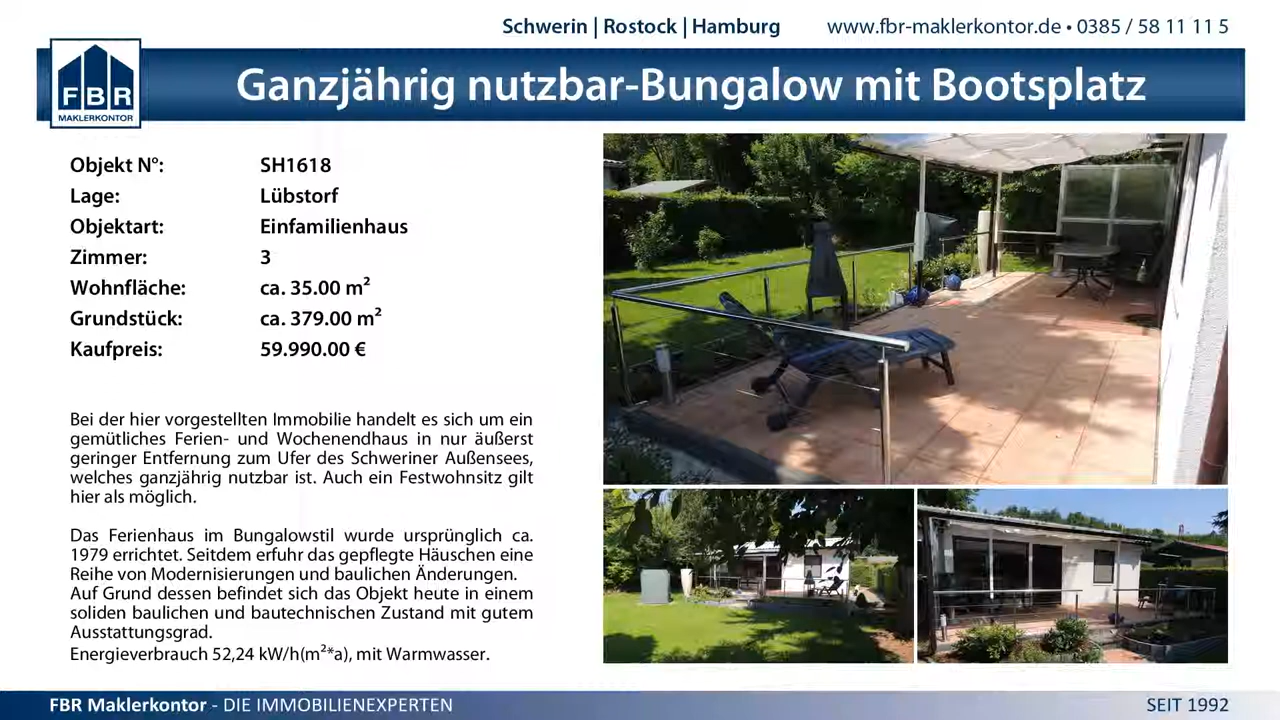 Schwerin | Rostock | Hamburg www.fbr-maklerkontor.de • 0385 / 58 11 11 5
FBR
MAKLERKONTOR
Ganzjährig nutzbar-Bungalow mit Bootsplatz
Objekt N°: SH1618
Lage: Lübstorf
Objektart: Einfamilienhaus
Zimmer: 3
Wohnfläche: ca. 35.00 m²
Grundstück: ca. 379.00 m²
Kaufpreis: 59.990.00 €
Bei der hier vorgestellten Immobilie handelt es sich um ein
gemütliches Ferien- und Wochenendhaus in nur äußerst
geringer Entfernung zum Ufer des Schweriner Außensees,
welches ganzjährig nutzbar ist. Auch ein Festwohnsitz gilt
hier als möglich.
Das Ferienhaus im Bungalowstil wurde ursprünglich ca.
1979 errichtet. Seitdem erfuhr das gepflegte Häuschen eine
Reihe von Modernisierungen und baulichen Änderungen.
Auf Grund dessen befindet sich das Objekt heute in einem
soliden baulichen und bautechnischen Zustand mit gutem
Ausstattungsgrad.
Energieverbrauch 52,24 kW/h(m²*a), mit Warmwasser.
FBR Maklerkontor - DIE IMMOBILIENEXPERTEN SEIT 1992